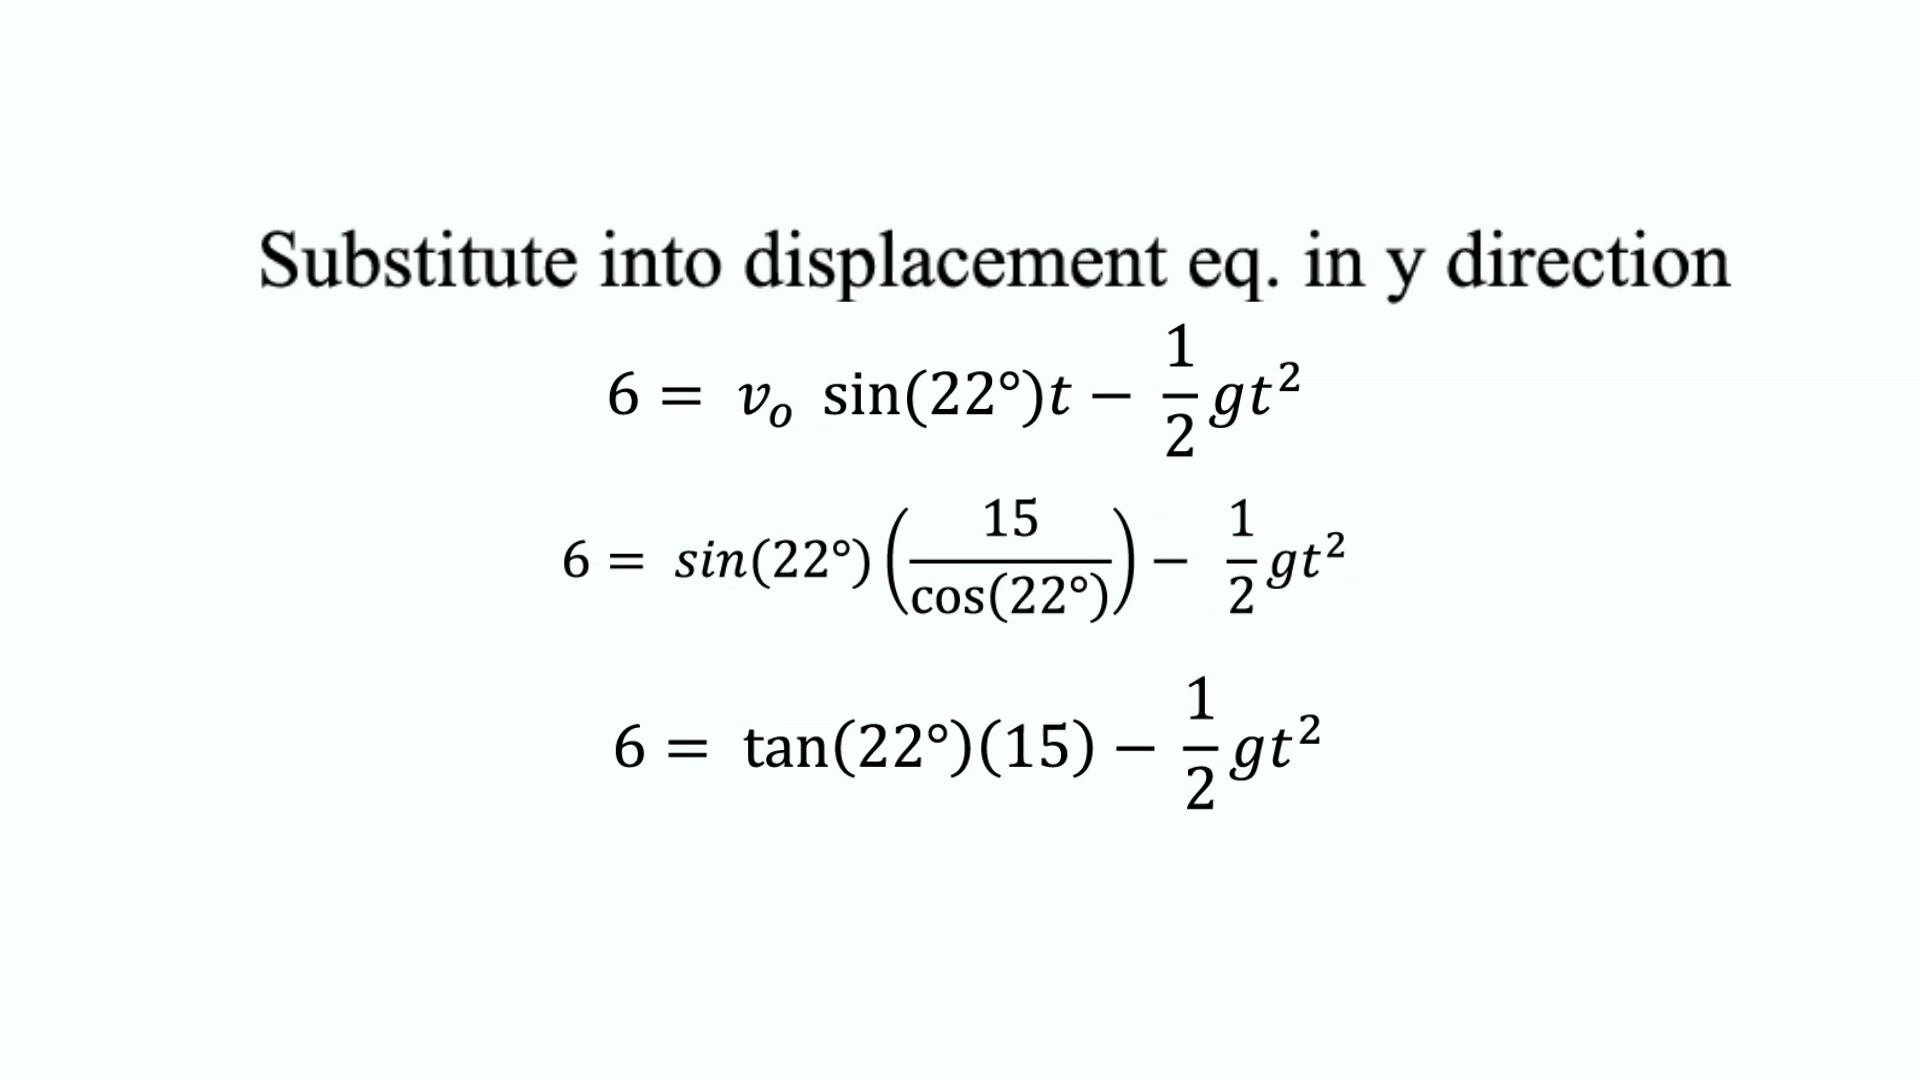 Substitute into displacement eq. in y direction
6 = v₀ sin(22°)t − 1/2 gt²
6 = sin(22°)(15/cos(22°)) − 1/2 gt²
6 = tan(22°)(15) − 1/2 gt²